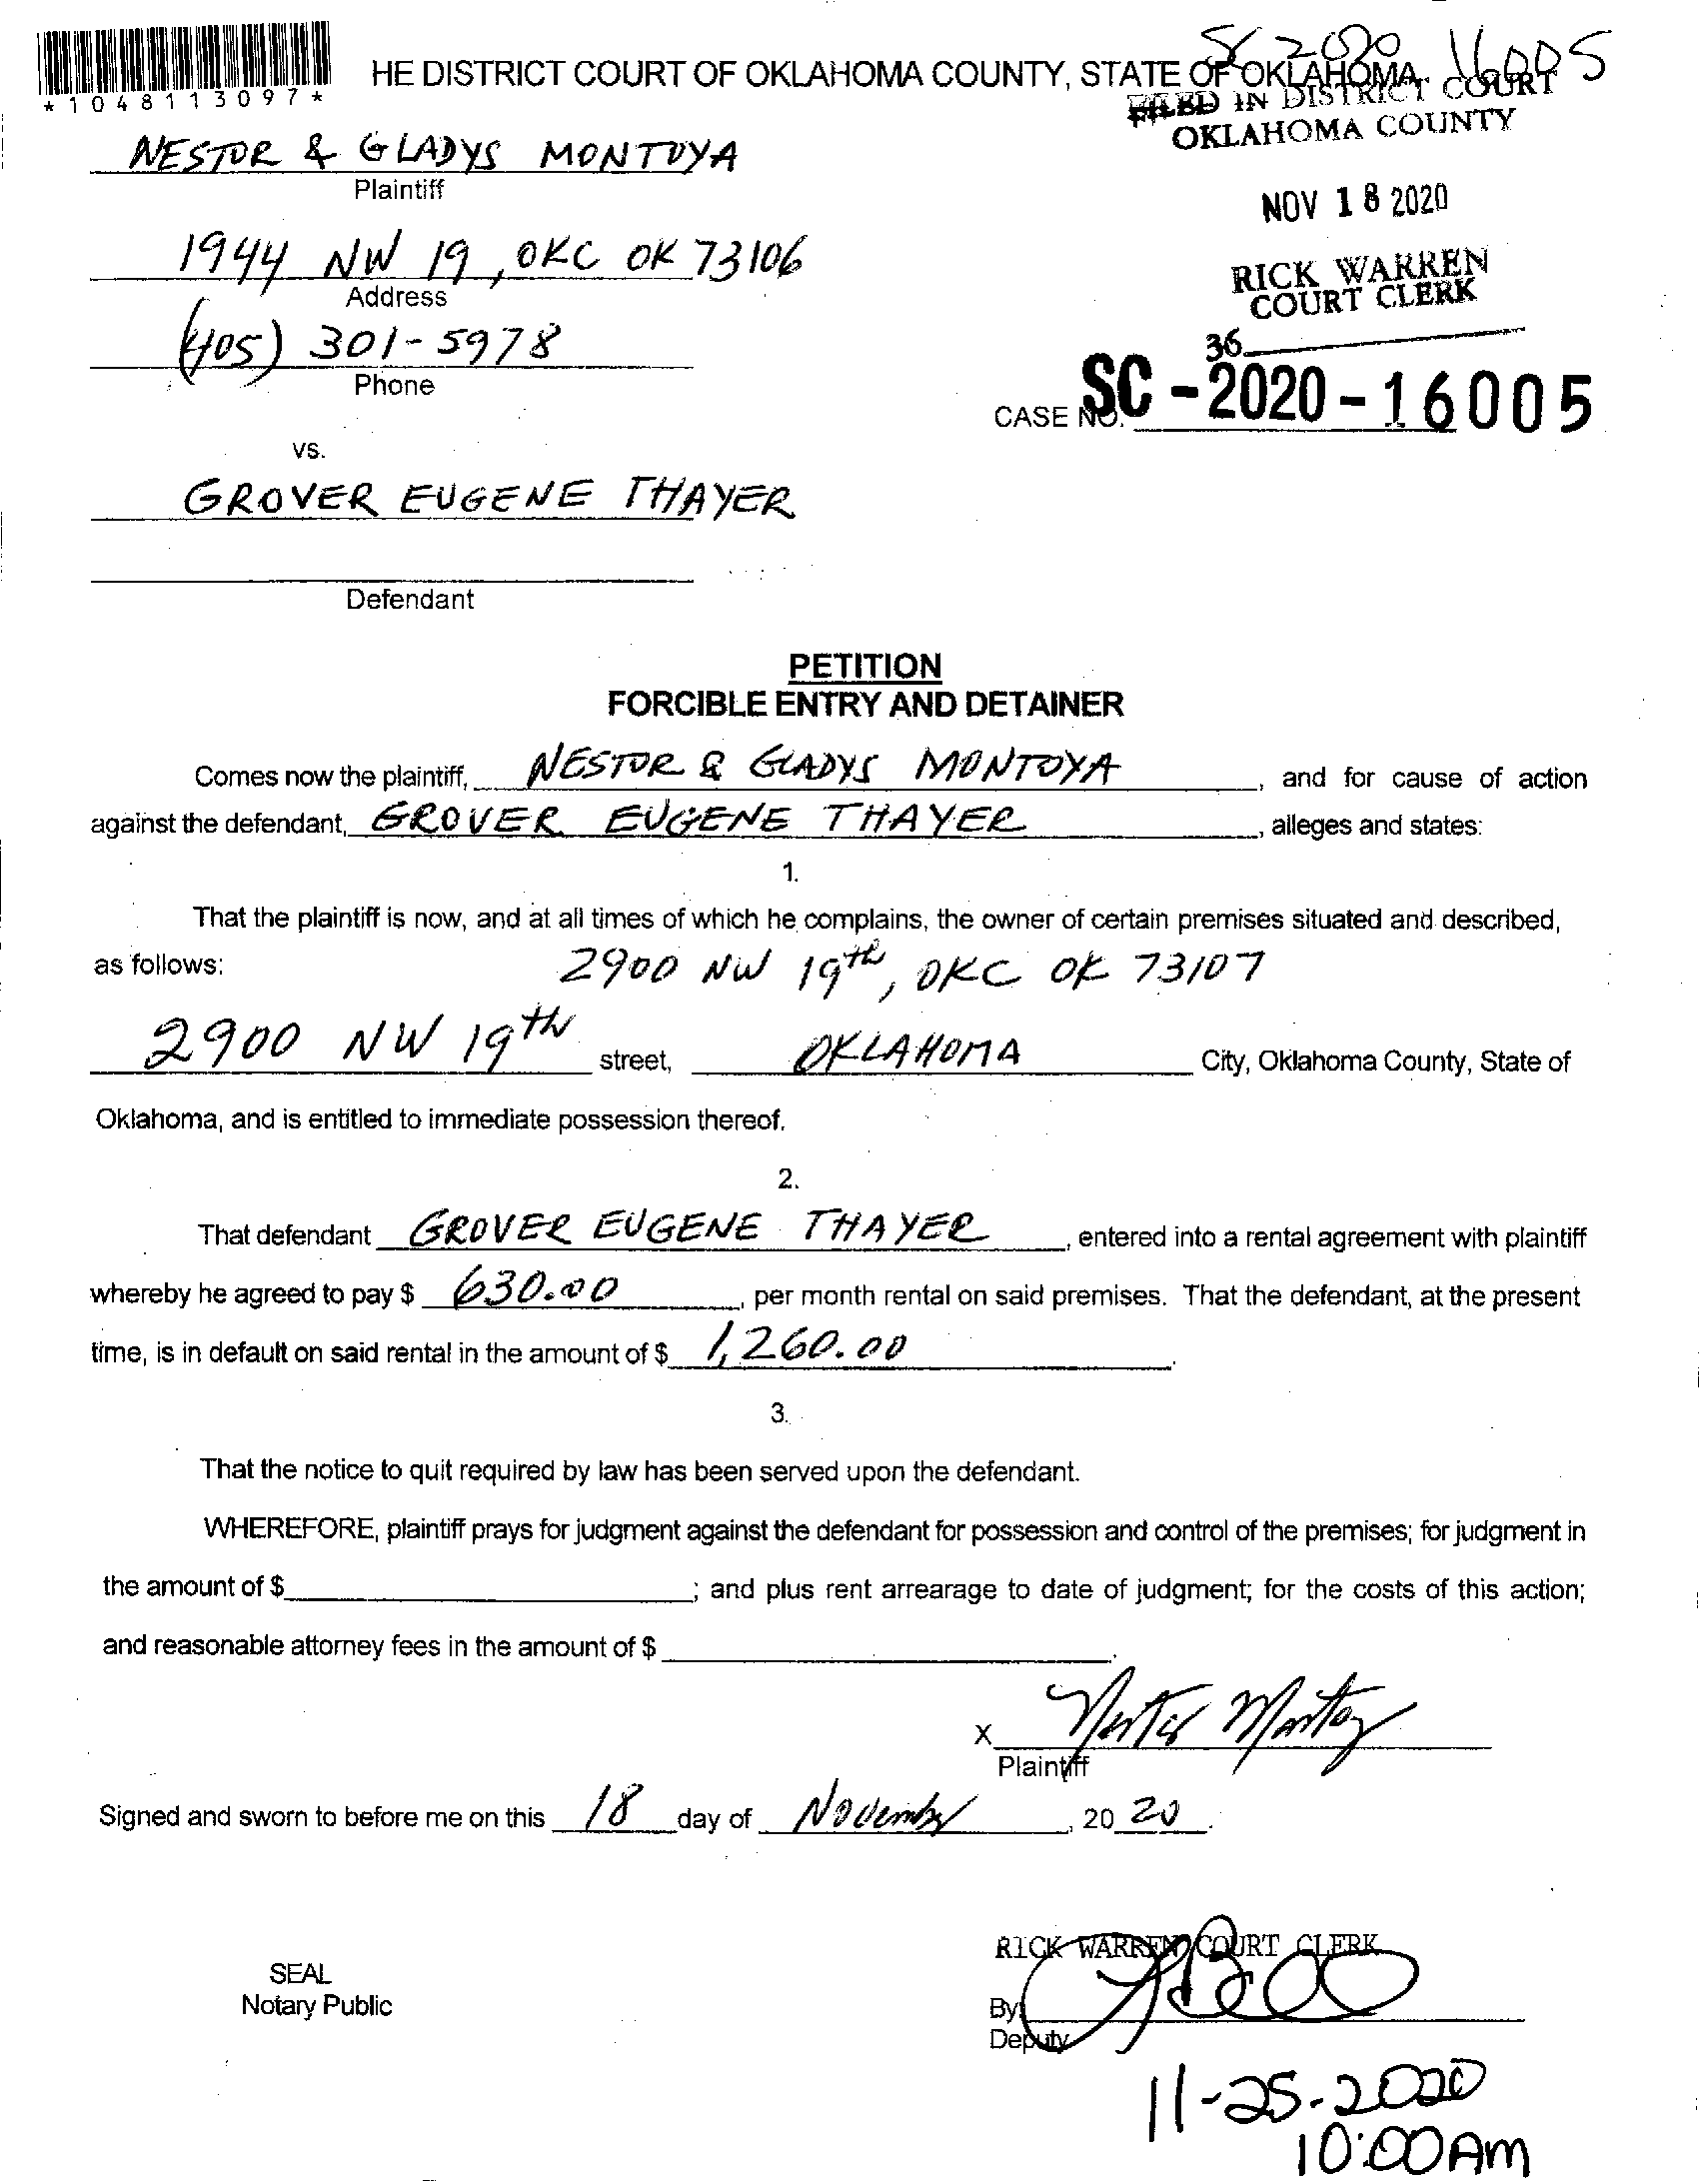 SC 2020 16005
HE DISTRICT COURT OF OKLAHOMA COUNTY, STATE OF OKLAHOMA
*1048113097*
FILED IN DISTRICT COURT
OKLAHOMA COUNTY
NESTOR & GLADYS MONTOYA
Plaintiff
NOV 18 2020
1944 NW 19, OKC OK 73106
Address
RICK WARREN
COURT CLERK
(405) 301-5978
Phone
36
CASE NO. SC-2020-16005
vs.
GROVER EUGENE THAYER
Defendant
PETITION
FORCIBLE ENTRY AND DETAINER
Comes now the plaintiff, NESTOR & GLADYS MONTOYA, and for cause of action
against the defendant, GROVER EUGENE THAYER, alleges and states:
1.
That the plaintiff is now, and at all times of which he complains, the owner of certain premises situated and described,
as follows: 2900 NW 19th, OKC OK 73107
2900 NW 19th street, OKLAHOMA City, Oklahoma County, State of
Oklahoma, and is entitled to immediate possession thereof.
2.
That defendant GROVER EUGENE THAYER, entered into a rental agreement with plaintiff
whereby he agreed to pay $ 630.00, per month rental on said premises. That the defendant, at the present
time, is in default on said rental in the amount of $ 1,260.00.
3.
That the notice to quit required by law has been served upon the defendant.
WHEREFORE, plaintiff prays for judgment against the defendant for possession and control of the premises; for judgment in
the amount of $ ; and plus rent arrearage to date of judgment; for the costs of this action;
and reasonable attorney fees in the amount of $ .
X Nestor Montoy
Plaintiff
Signed and sworn to before me on this 18 day of November, 20 20.
RICK WARREN COURT CLERK
SEAL
Notary Public
By
Deputy
11-25-2020
10:00AM